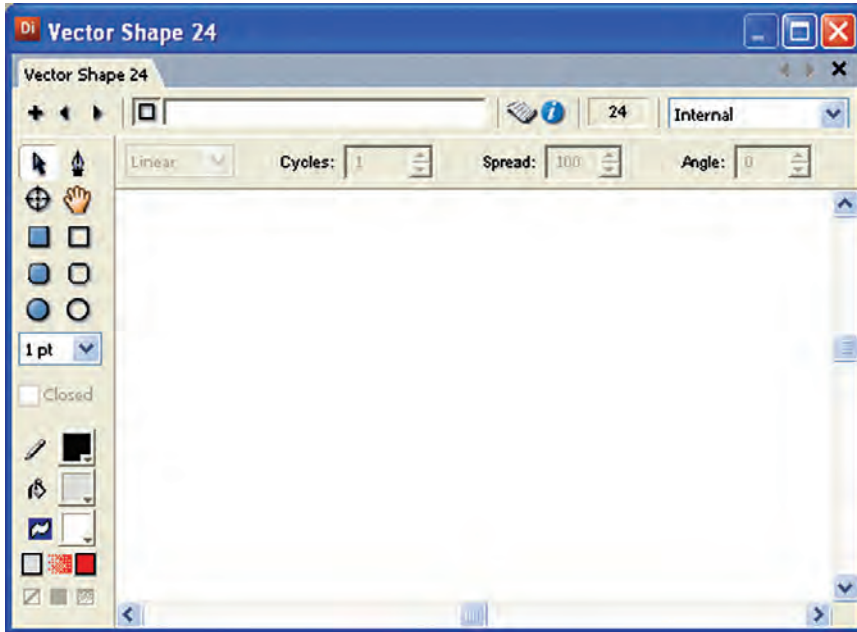 Di Vector Shape 24
Vector Shape 24
24 Internal
Linear Cycles: 1 Spread: 100 Angle: 0
1 pt
Closed